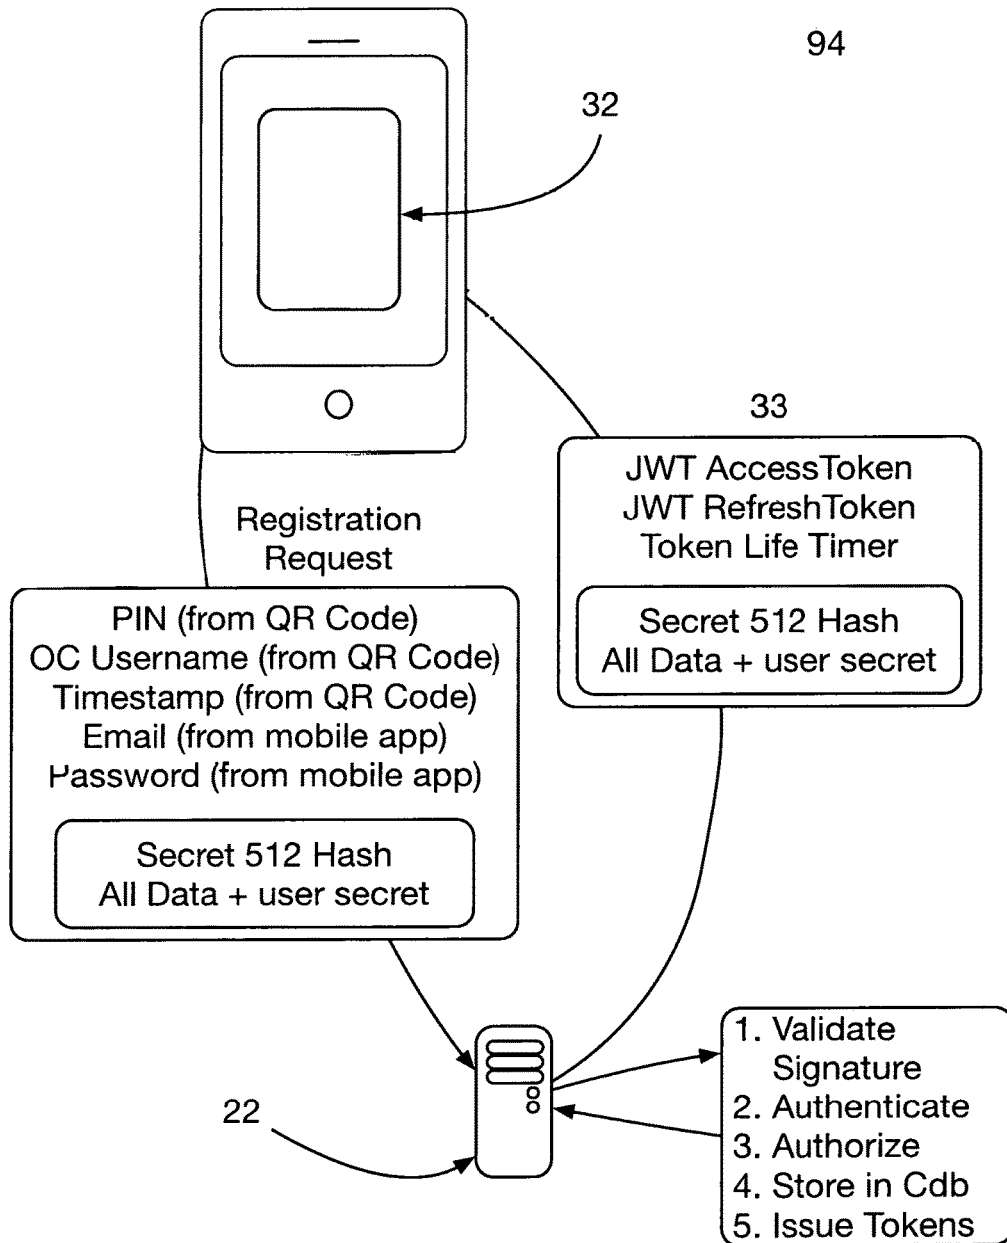 94
32
33
JWT AccessToken
JWT RefreshToken
Token Life Timer
Secret 512 Hash
All Data + user secret
Registration
Request
PIN (from QR Code)
OC Username (from QR Code)
Timestamp (from QR Code)
Email (from mobile app)
Password (from mobile app)
Secret 512 Hash
All Data + user secret
22
1. Validate
Signature
2. Authenticate
3. Authorize
4. Store in Cdb
5. Issue Tokens